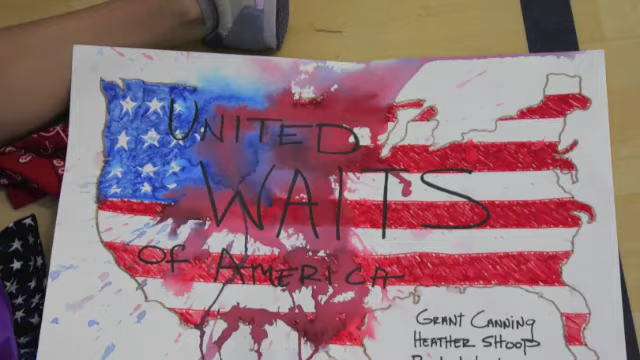 UNITED
WAITS
OF AMERICA
GRANT CANNING
HEATHER SHOOP